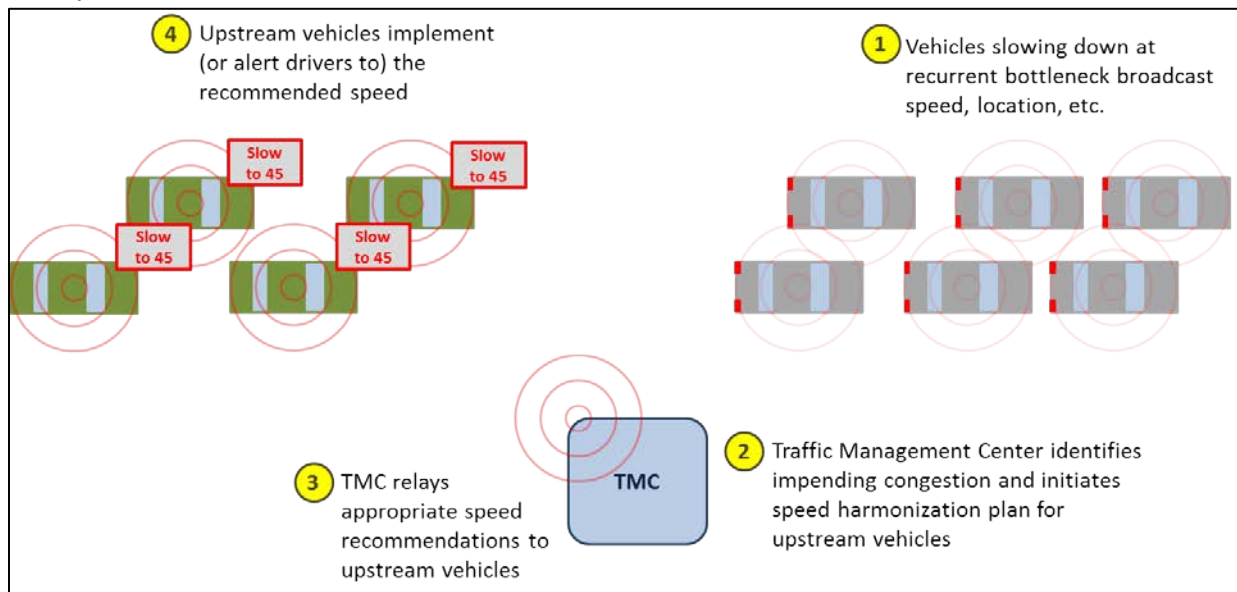 4 Upstream vehicles implement
(or alert drivers to) the
recommended speed
1 Vehicles slowing down at
recurrent bottleneck broadcast
speed, location, etc.
Slow
to 45
Slow
to 45
Slow
to 45
Slow
to 45
TMC
2 Traffic Management Center identifies
impending congestion and initiates
speed harmonization plan for
upstream vehicles
3 TMC relays
appropriate speed
recommendations to
upstream vehicles